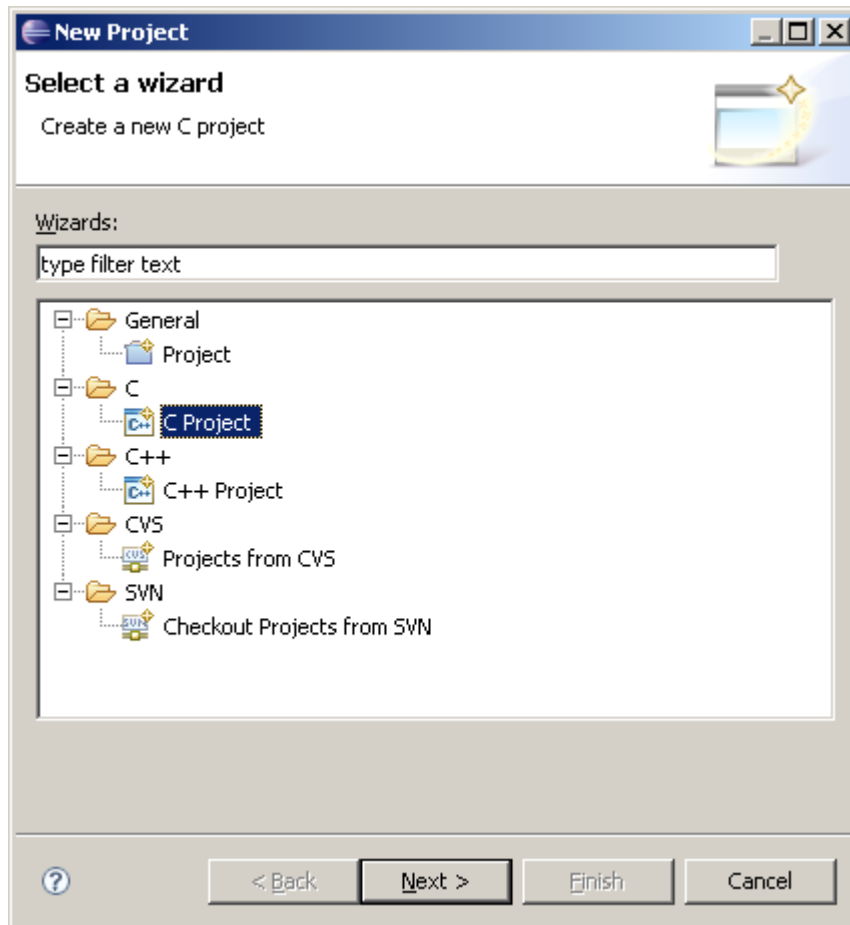 New Project
Select a wizard
Create a new C project
Wizards:
type filter text
General
Project
C
C Project
C++
C++ Project
CVS
Projects from CVS
SVN
Checkout Projects from SVN
? < Back Next > Finish Cancel